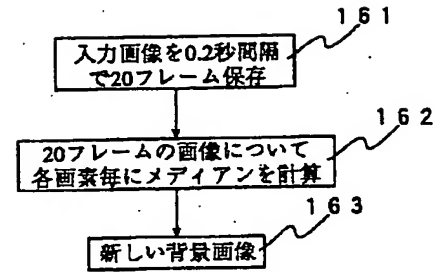 161
入力画像を0.2秒間隔
で20フレーム保存
162
20フレームの画像について
各画素毎にメディアンを計算
163
新しい背景画像